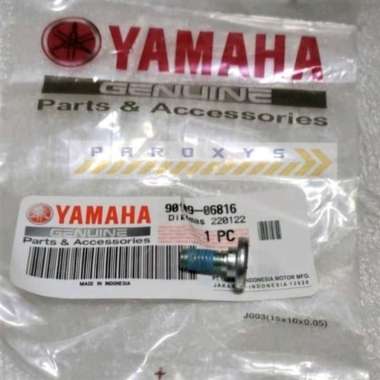 YAMAHA
GENUINE
Parts & Accessories
PAROXYS
YAMAHA
GENUINE
Parts & Accessories
90109-06816
Dikemas 220122
1 PC
MADE IN INDONESIA
INDONESIA MOTOR MFG.
JAKARTA 13920
J003(15x10x0.05)